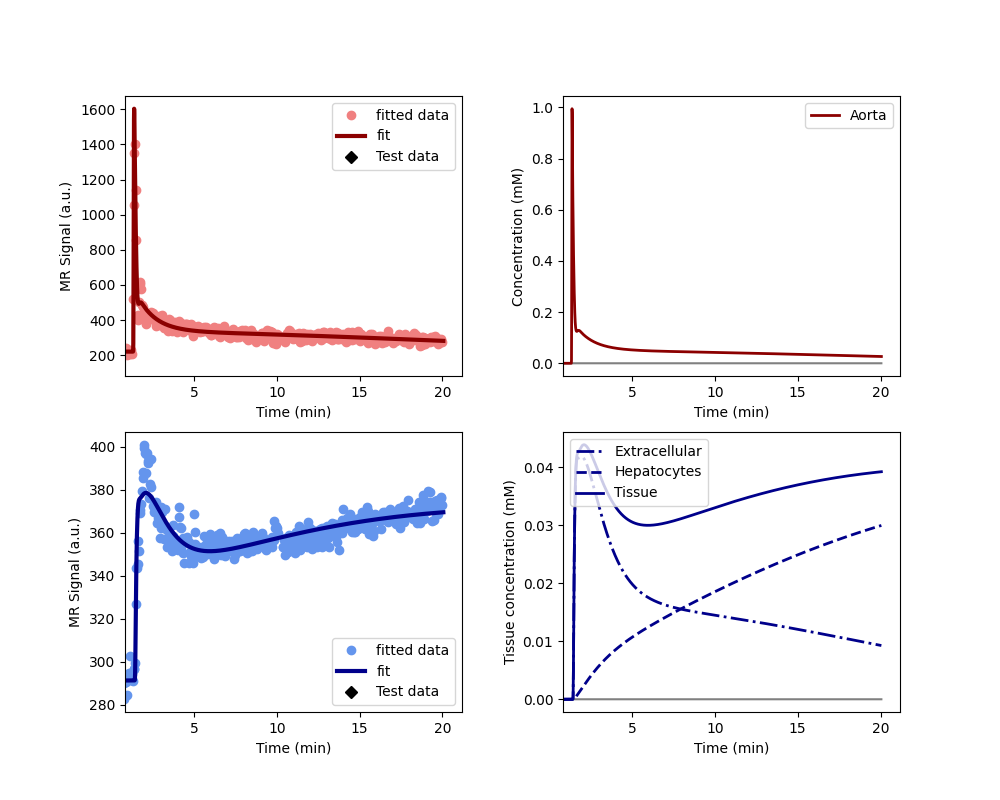 1600
1400
1200
1000
800
600
400
200
MR Signal (a.u.)
fitted data
fit
Test data
5
10
15
20
Time (min)
1.0
0.8
0.6
0.4
0.2
0.0
Concentration (mM)
Aorta
5
10
15
20
Time (min)
400
380
360
340
320
300
280
MR Signal (a.u.)
fitted data
fit
Test data
5
10
15
20
Time (min)
0.04
0.03
0.02
0.01
0.00
Tissue concentration (mM)
Extracellular
Hepatocytes
Tissue
5
10
15
20
Time (min)